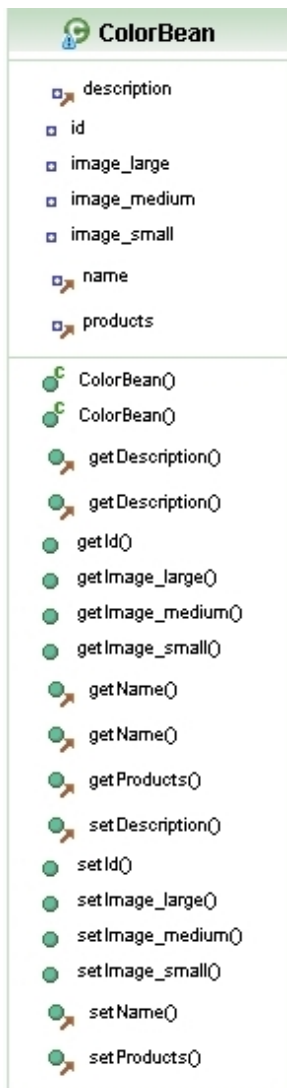 ColorBean
description
id
image_large
image_medium
image_small
name
products
ColorBean()
ColorBean()
getDescription()
getDescription()
getId()
getImage_large()
getImage_medium()
getImage_small()
getName()
getName()
getProducts()
setDescription()
setId()
setImage_large()
setImage_medium()
setImage_small()
setName()
setProducts()